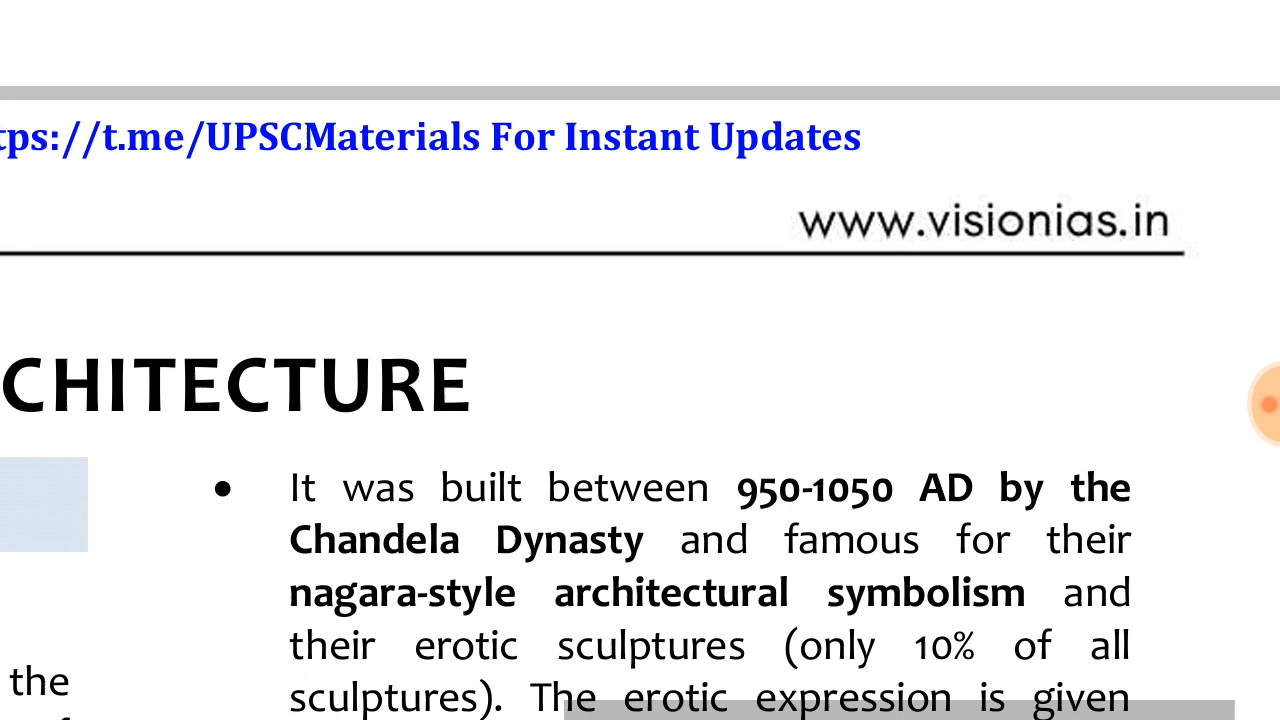 tps://t.me/UPSCMaterials For Instant Updates
www.visionias.in
CHITECTURE
• It was built between 950-1050 AD by the
Chandela Dynasty and famous for their
nagara-style architectural symbolism and
their erotic sculptures (only 10% of all
the
sculptures). The erotic expression is given